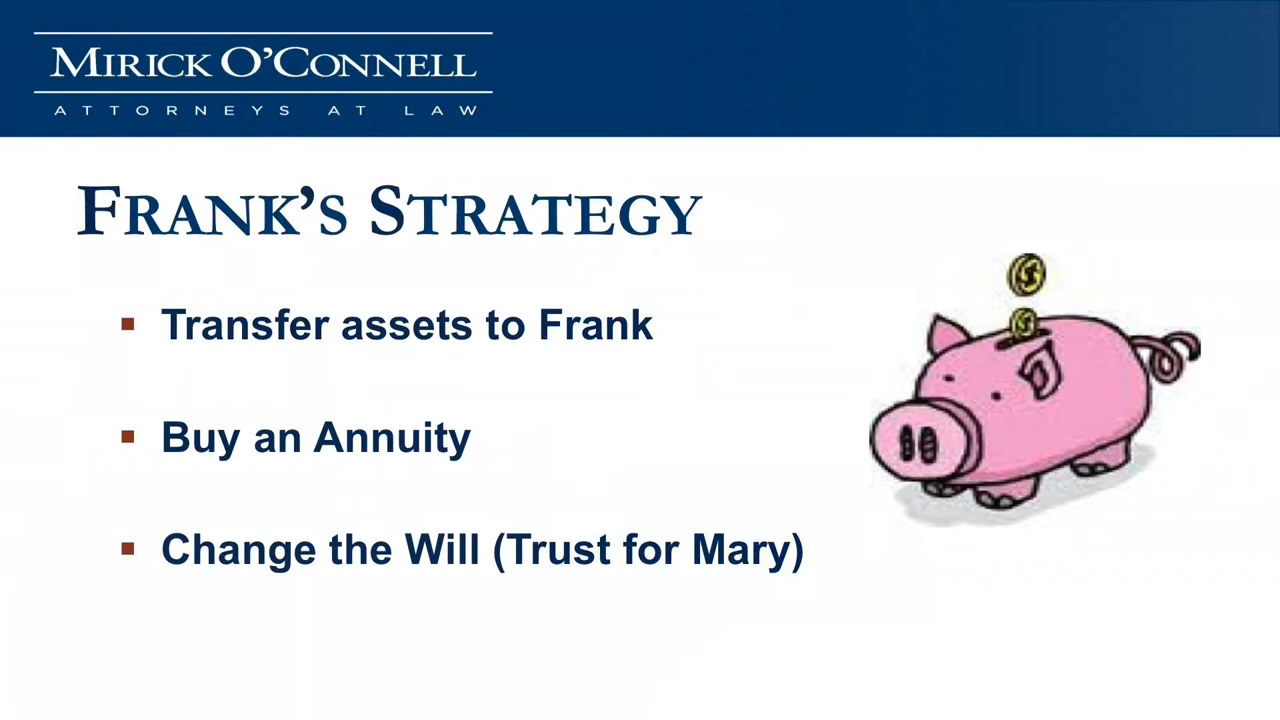 MIRICK O'CONNELL
ATTORNEYS AT LAW
FRANK'S STRATEGY
▪ Transfer assets to Frank
▪ Buy an Annuity
▪ Change the Will (Trust for Mary)